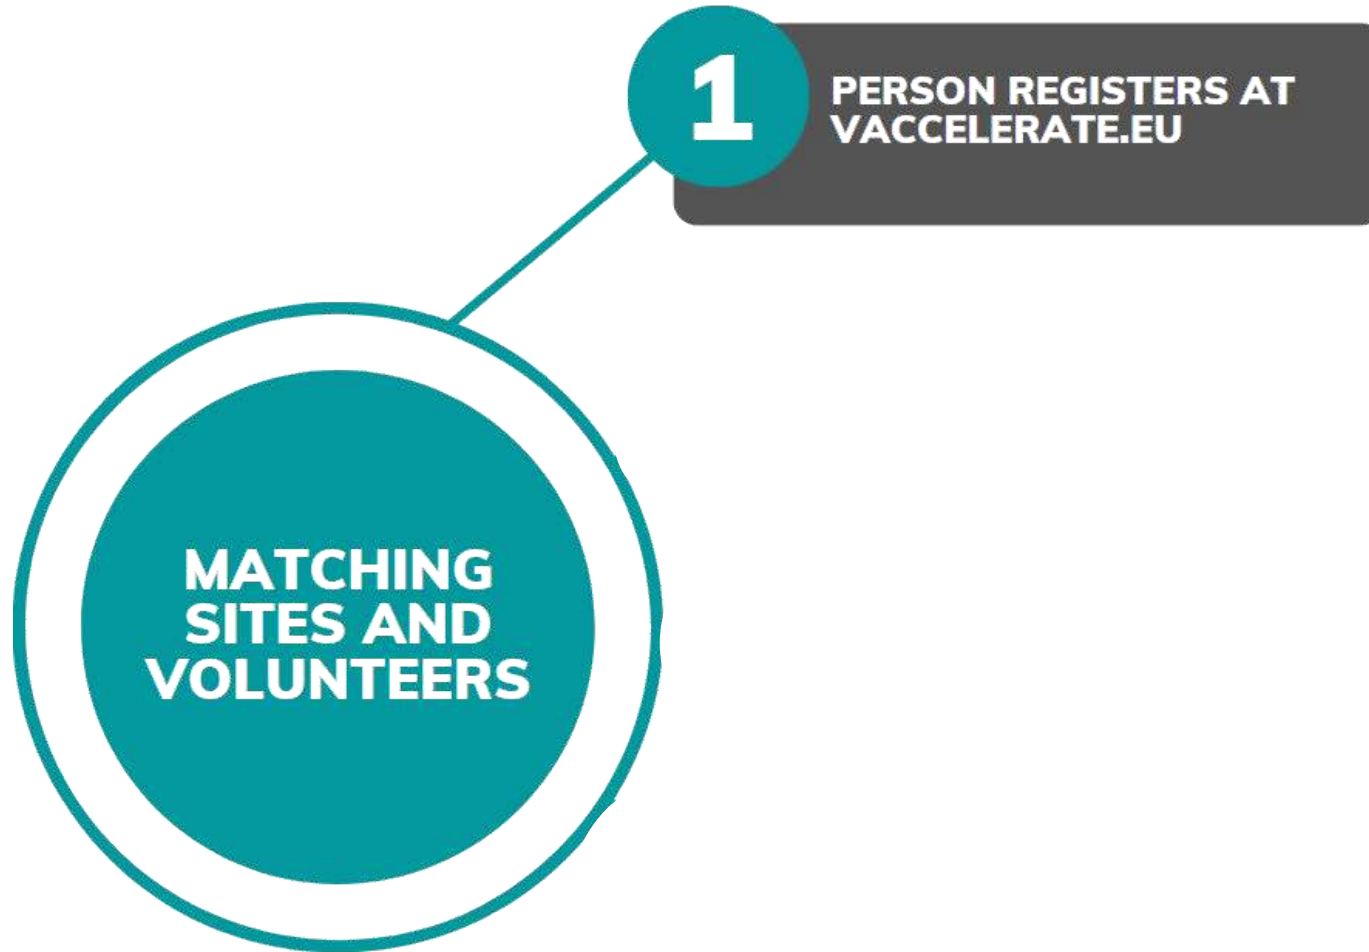 1
PERSON REGISTERS AT
VACCELERATE.EU
MATCHING
SITES AND
VOLUNTEERS